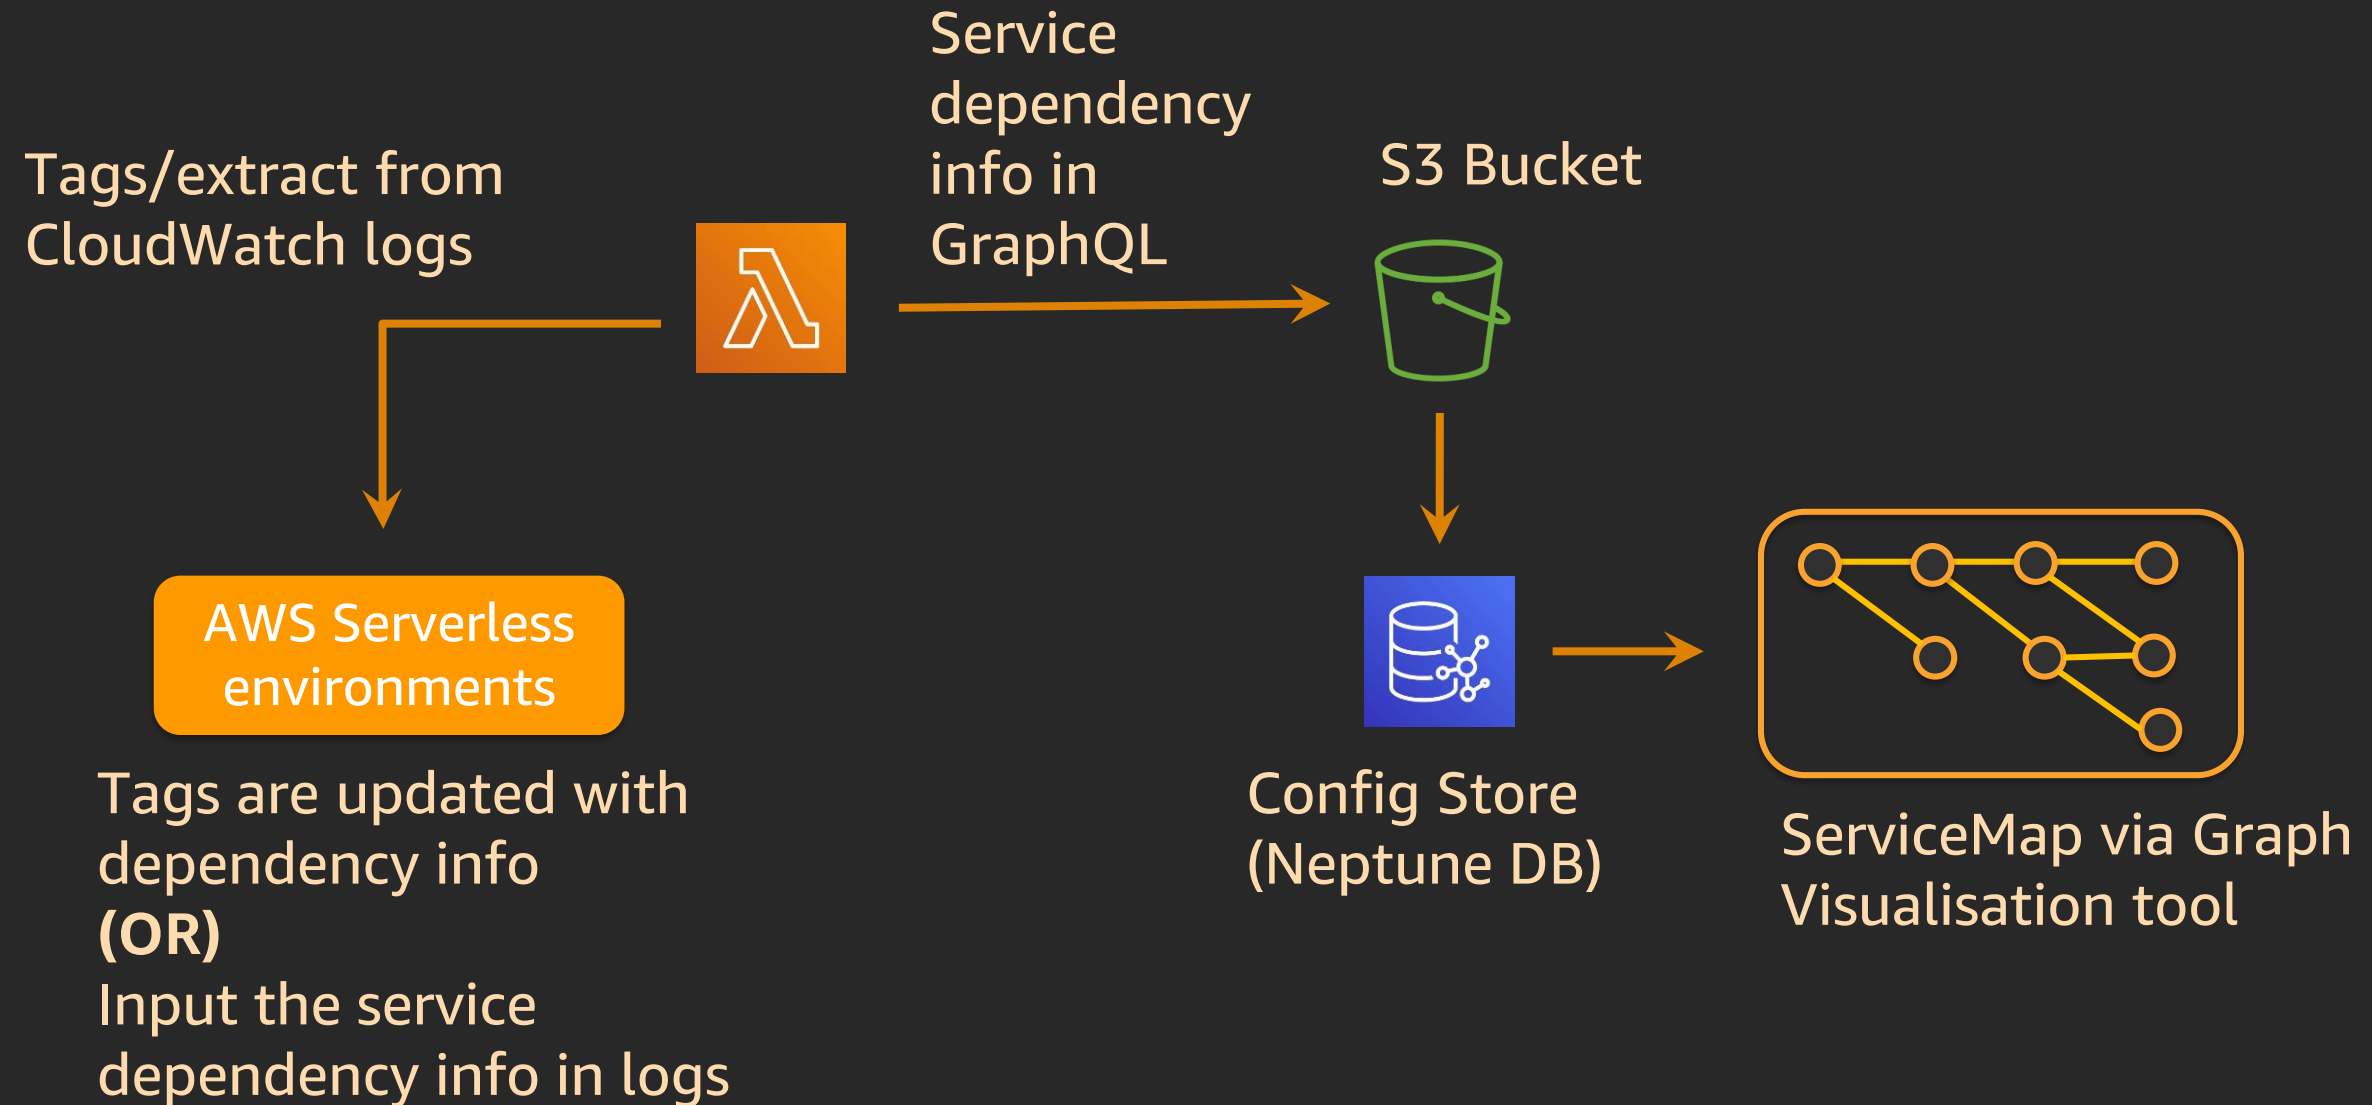 Service
dependency
info in
GraphQL
Tags/extract from
CloudWatch logs
S3 Bucket
AWS Serverless
environments
Tags are updated with
dependency info
(OR)
Input the service
dependency info in logs
Config Store
(Neptune DB)
ServiceMap via Graph
Visualisation tool